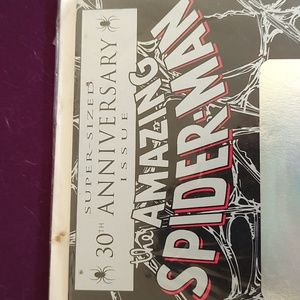 SUPER-SIZED
30TH ANNIVERSARY
ISSUE
the AMAZING
SPIDER-MAN